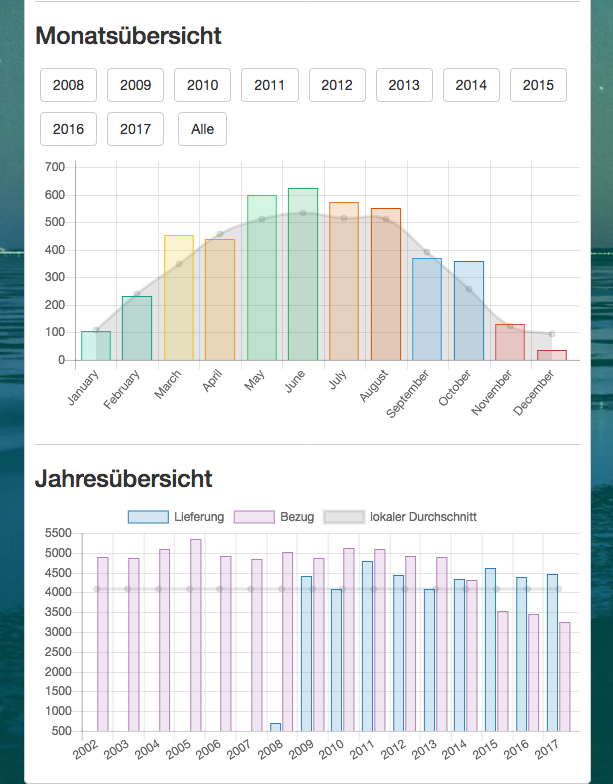 Monatsübersicht
2008 2009 2010 2011 2012 2013 2014 2015
2016 2017 Alle
700
600
500
400
300
200
100
0
January February March April May June July August September October November December
Jahresübersicht
Lieferung Bezug lokaler Durchschnitt
5500
5000
4500
4000
3500
3000
2500
2000
1500
1000
500
2002 2003 2004 2005 2006 2007 2008 2009 2010 2011 2012 2013 2014 2015 2016 2017